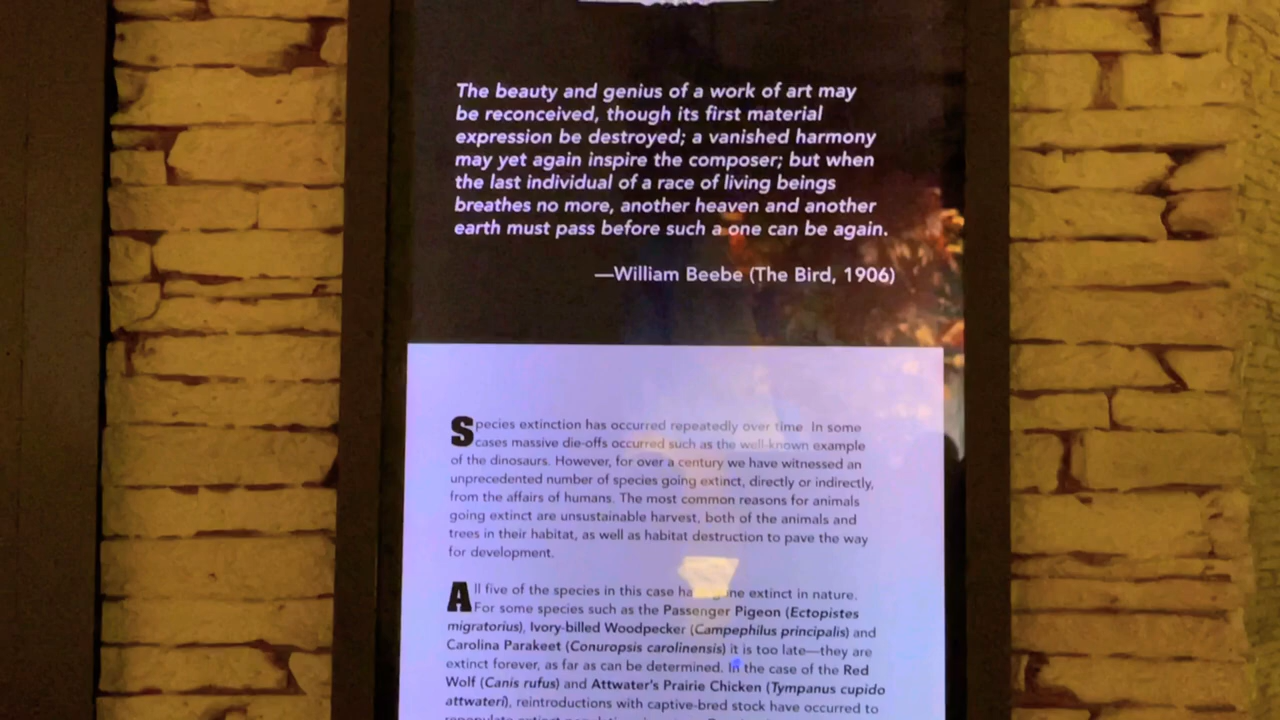 The beauty and genius of a work of art may
be reconceived, though its first material
expression be destroyed; a vanished harmony
may yet again inspire the composer; but when
the last individual of a race of living beings
breathes no more, another heaven and another
earth must pass before such a one can be again.
—William Beebe (The Bird, 1906)
Species extinction has occurred repeatedly over time. In some
cases massive die-offs occurred such as the well-known example
of the dinosaurs. However, for over a century we have witnessed an
unprecedented number of species going extinct, directly or indirectly,
from the affairs of humans. The most common reasons for animals
going extinct are unsustainable harvest, both of the animals and
trees in their habitat, as well as habitat destruction to pave the way
for development.
All five of the species in this case extinct in nature.
For some species such as the Passenger Pigeon (Ectopistes
migratorius), Ivory-billed Woodpecker (Campephilus principalis) and
Carolina Parakeet (Conuropsis carolinensis) it is too late—they are
extinct forever, as far as can be determined. In the case of the Red
Wolf (Canis rufus) and Attwater's Prairie Chicken (Tympanus cupido
attwateri), reintroductions with captive-bred stock have occurred to